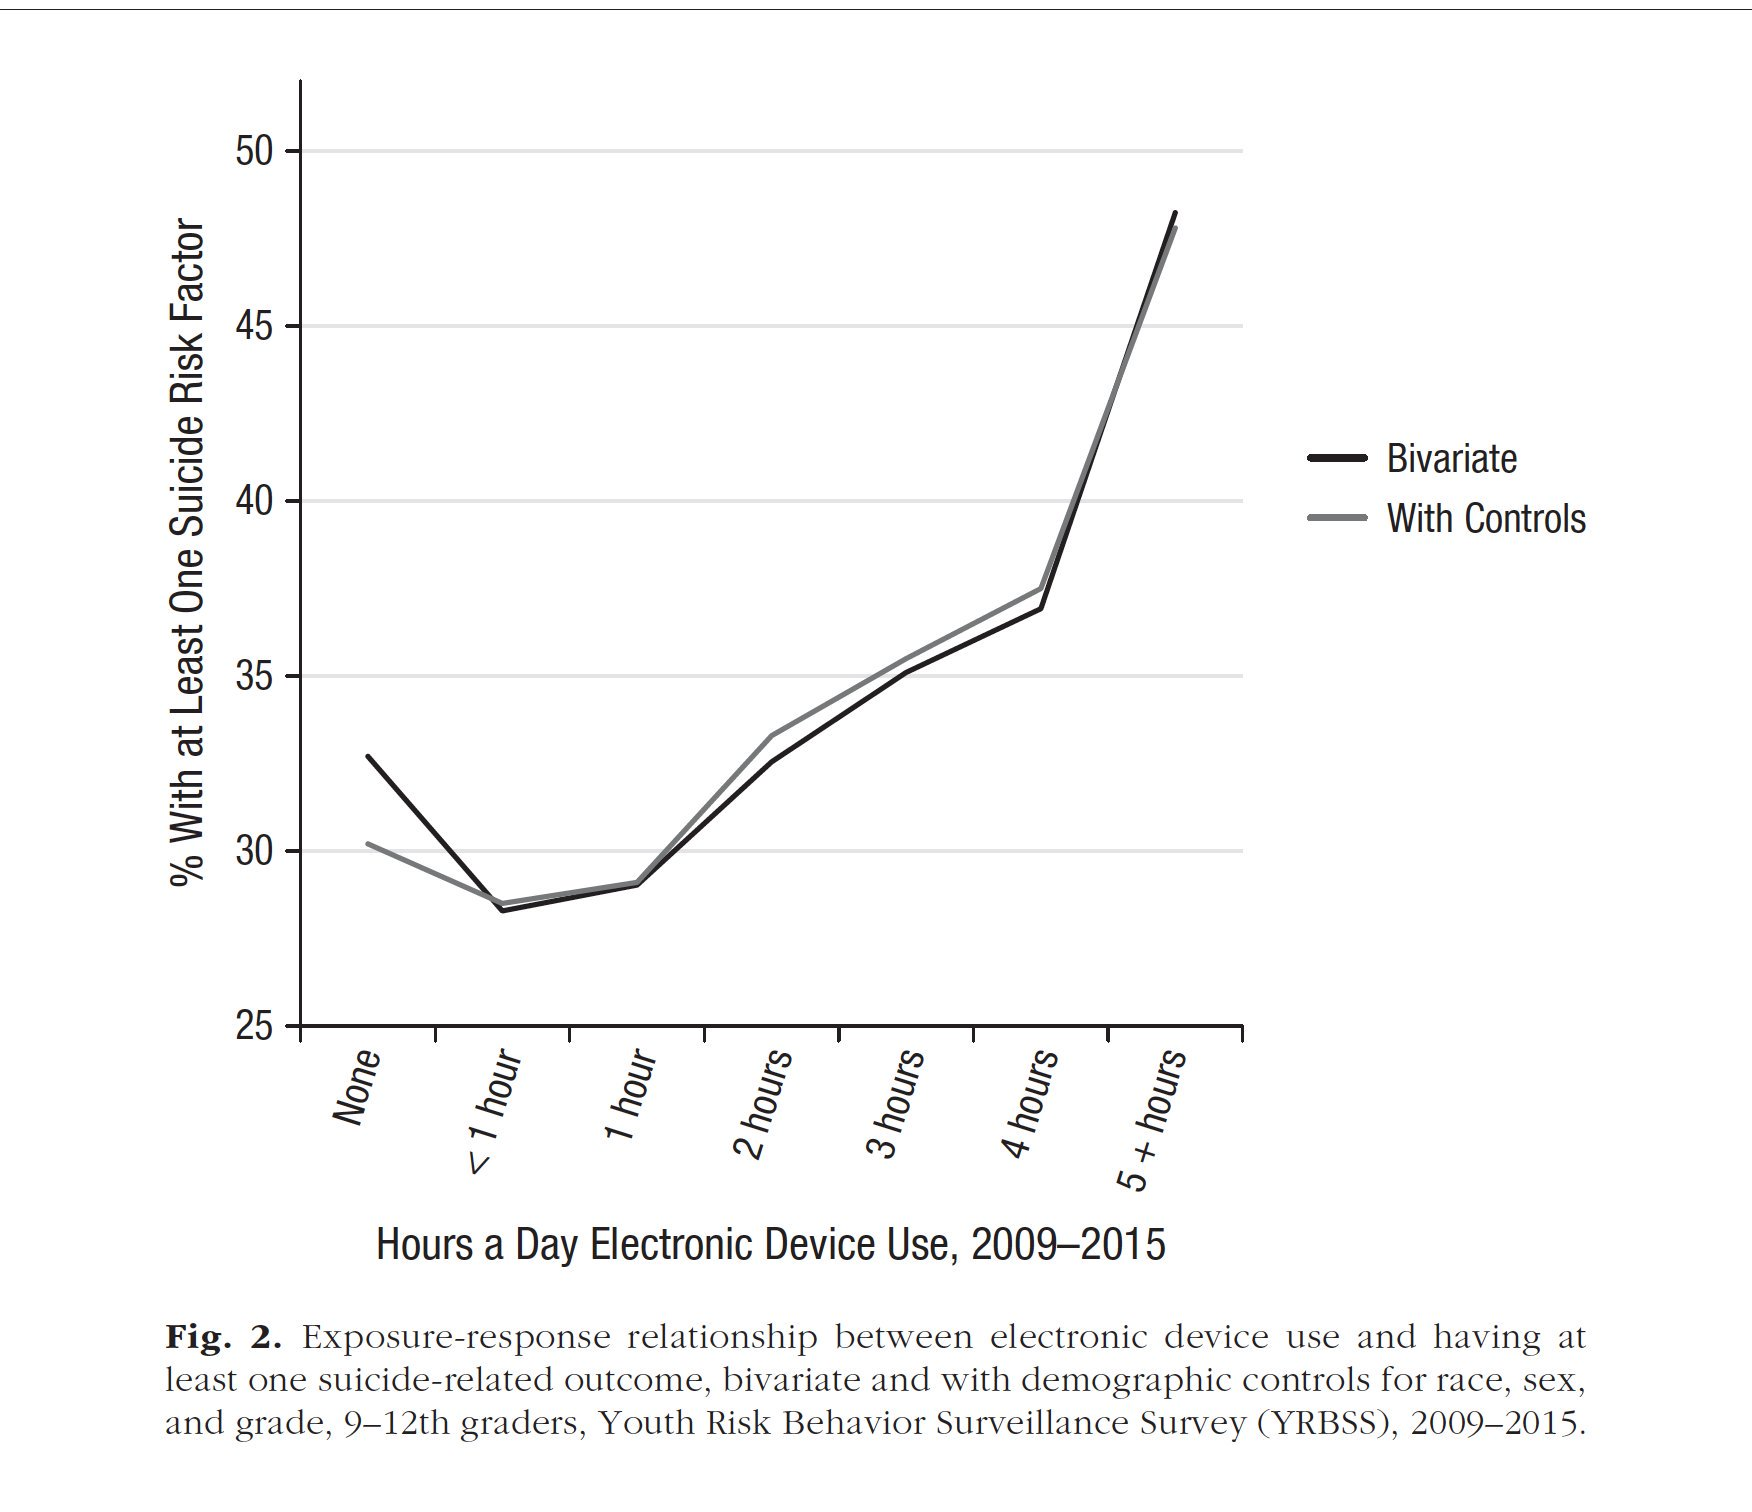 50
45
40
35
30
25
% With at Least One Suicide Risk Factor
Bivariate
With Controls
None
< 1 hour
1 hour
2 hours
3 hours
4 hours
5 + hours
Hours a Day Electronic Device Use, 2009–2015
Fig. 2. Exposure-response relationship between electronic device use and having at
least one suicide-related outcome, bivariate and with demographic controls for race, sex,
and grade, 9–12th graders, Youth Risk Behavior Surveillance Survey (YRBSS), 2009–2015.